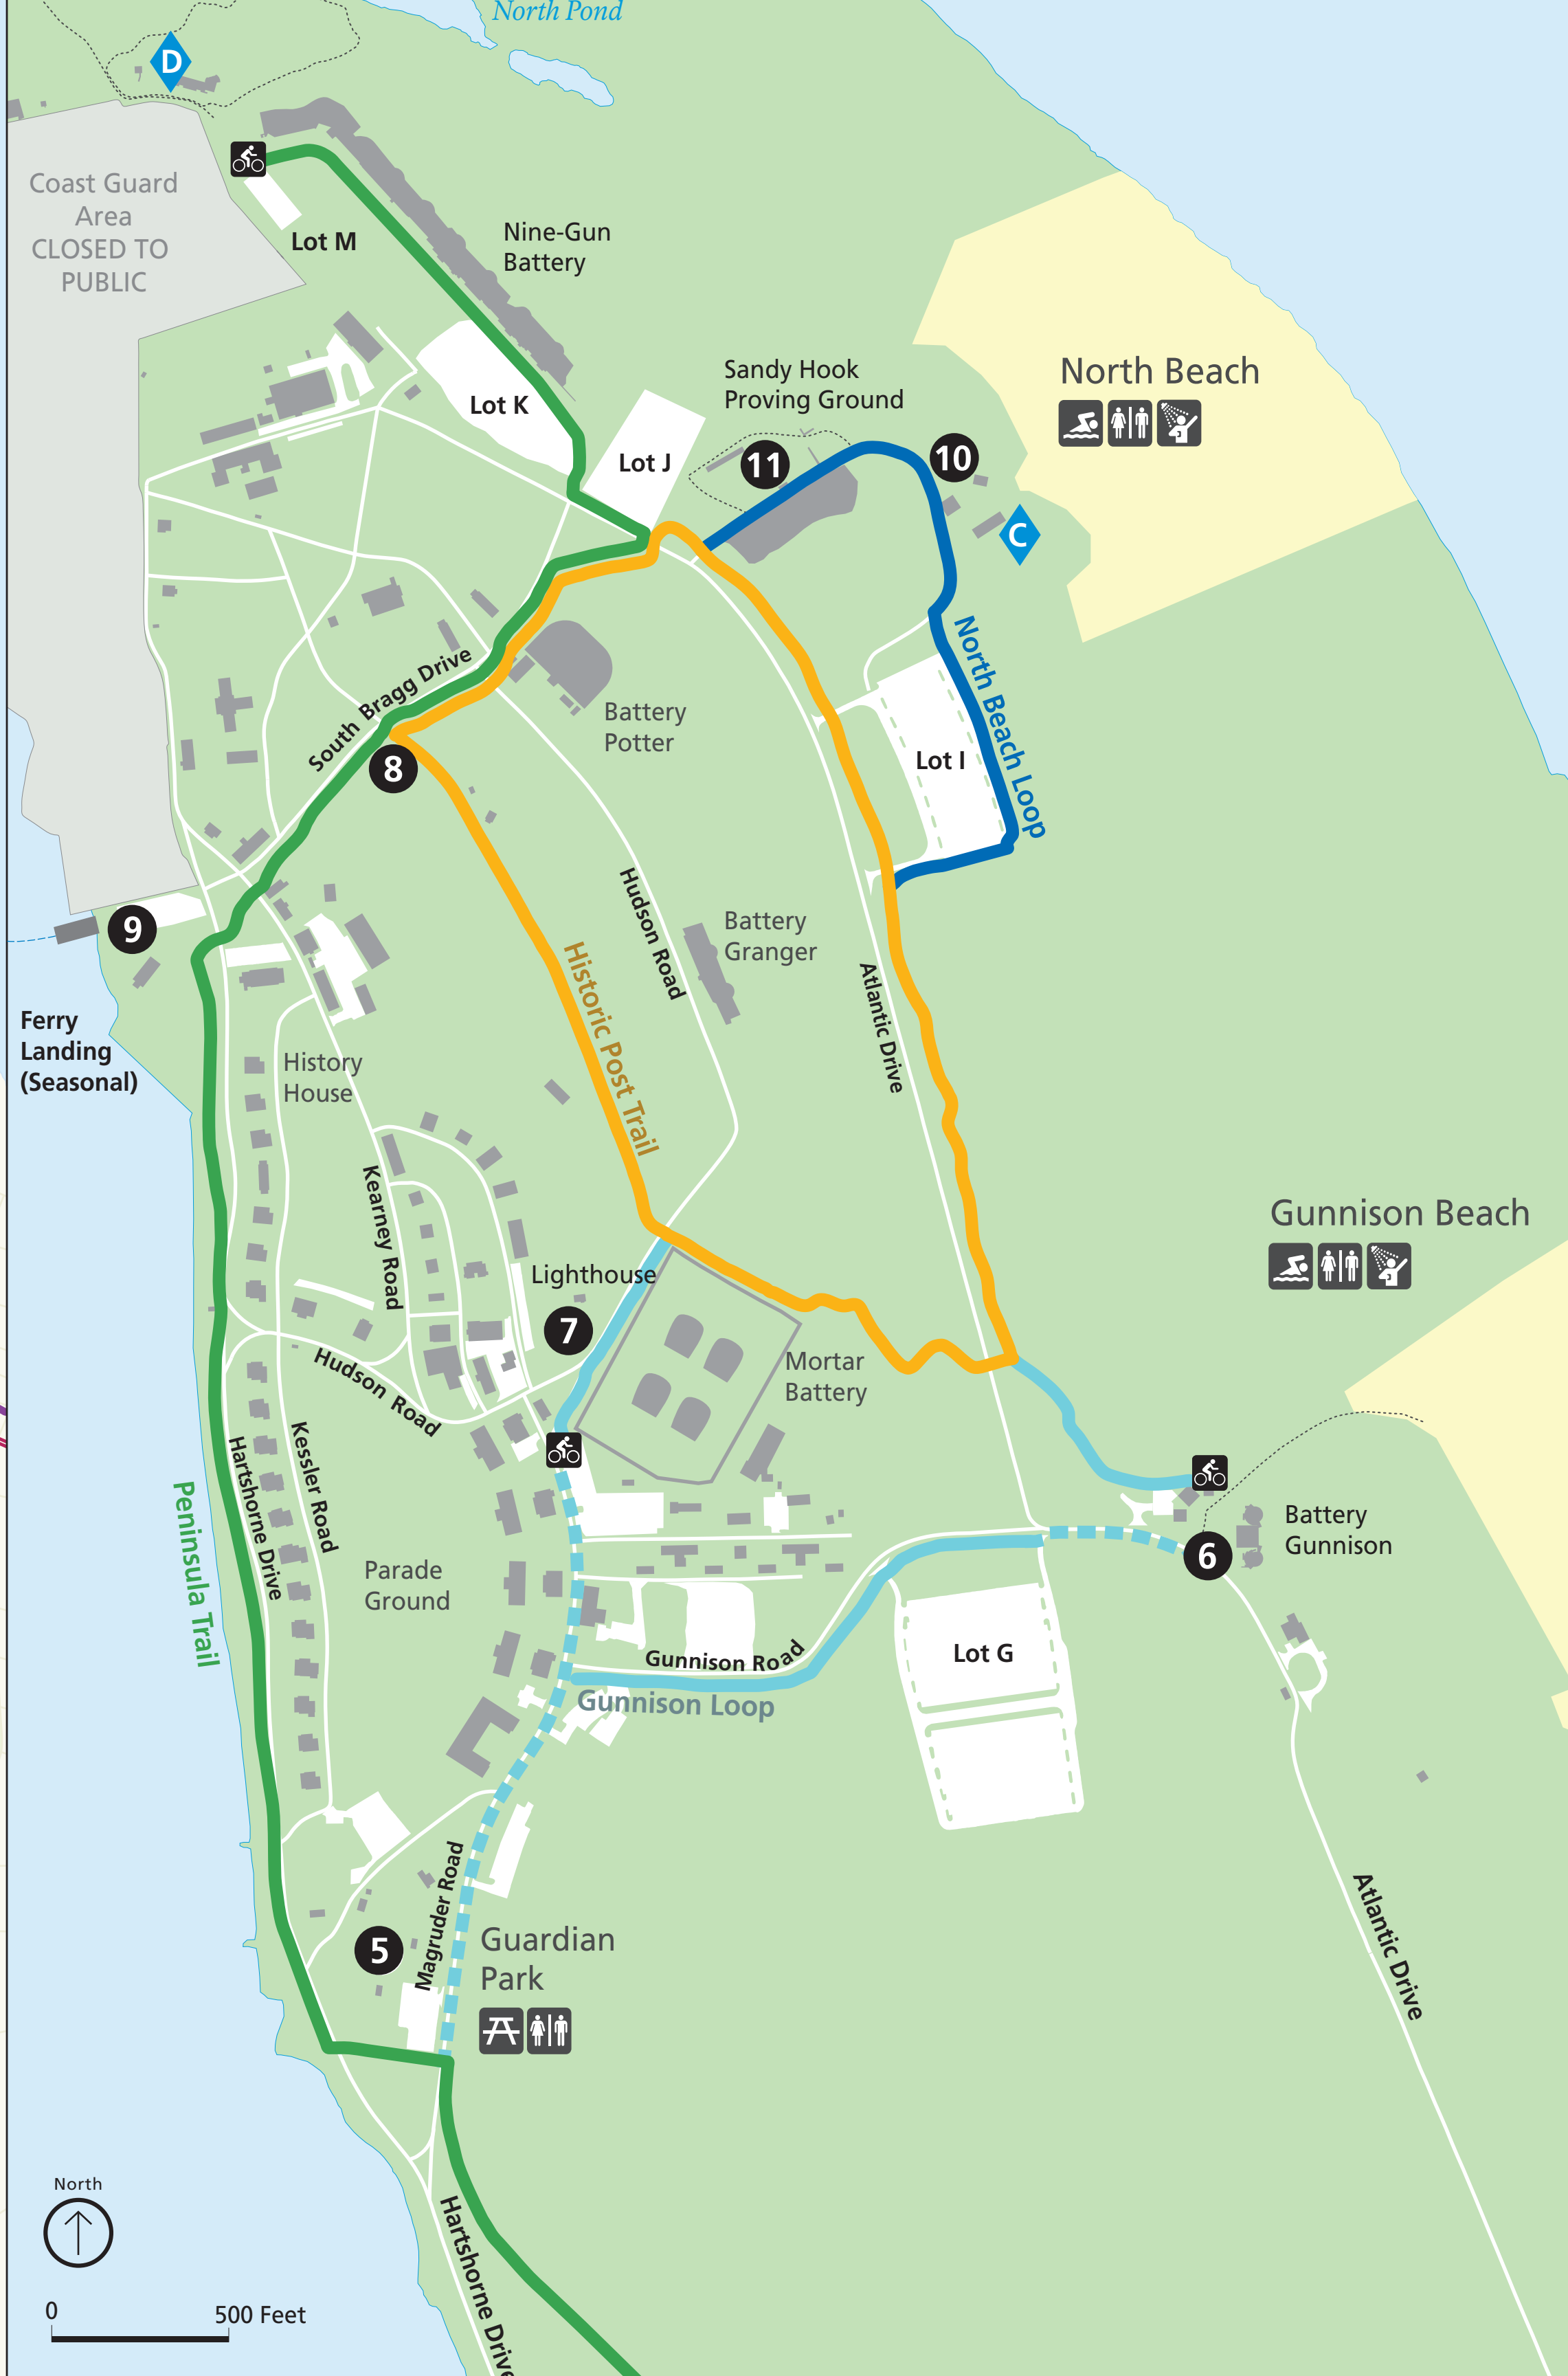 North Pond
D
Coast Guard
Area
CLOSED TO
PUBLIC
Lot M
Nine-Gun
Battery
Lot K
Lot J
Sandy Hook
Proving Ground
11
10
North Beach
C
South Bragg Drive
8
Battery
Potter
Lot I
North Beach Loop
9
Ferry
Landing
(Seasonal)
Hudson Road
Battery
Granger
Historic Post Trail
Atlantic Drive
History
House
Kearney Road
Lighthouse
7
Gunnison Beach
Mortar
Battery
Hudson Road
Hartshorne Drive
Kessler Road
Peninsula Trail
Parade
Ground
Battery
Gunnison
6
Gunnison Road
Gunnison Loop
Lot G
Magruder Road
5
Guardian
Park
Atlantic Drive
North
Hartshorne Drive
0
500 Feet